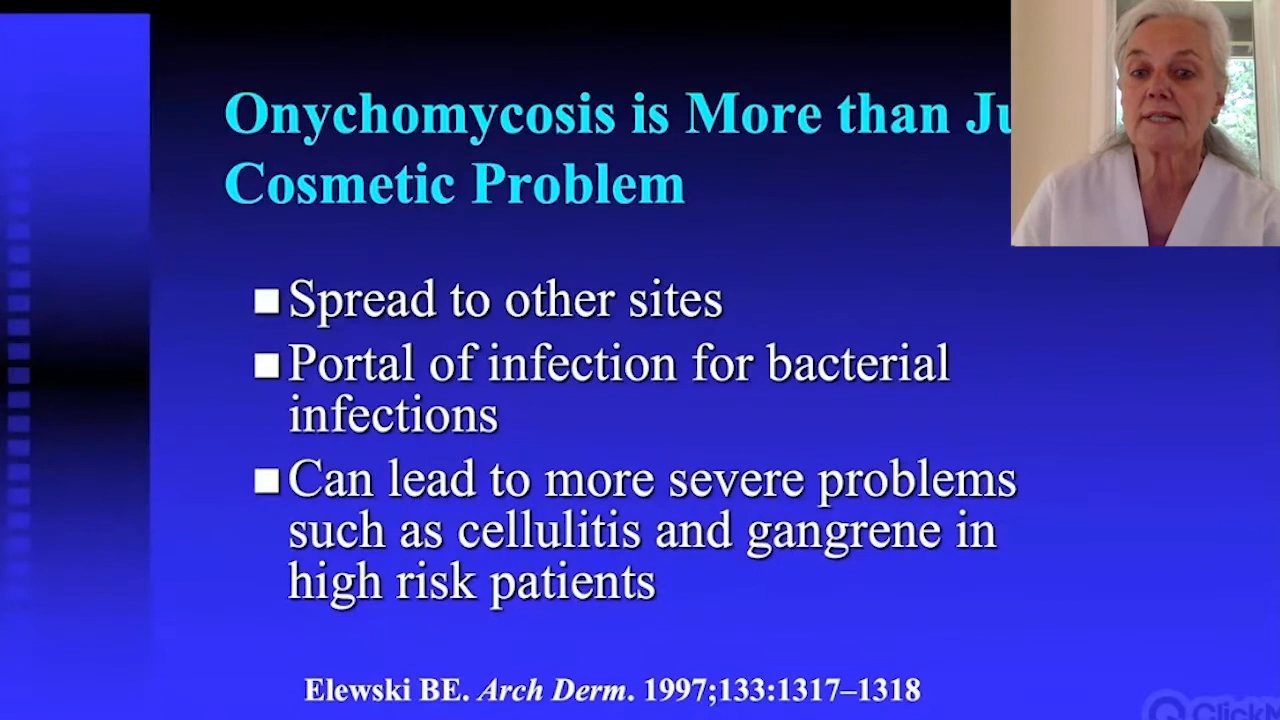 Onychomycosis is More than Ju
Cosmetic Problem
Spread to other sites
Portal of infection for bacterial
infections
Can lead to more severe problems
such as cellulitis and gangrene in
high risk patients
Elewski BE. Arch Derm. 1997;133:1317–1318
ClickM